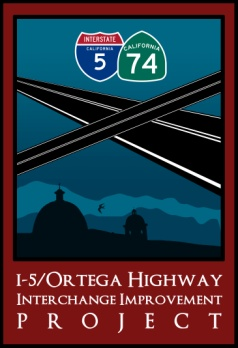 INTERSTATE
CALIFORNIA
5
CALIFORNIA
74
I-5/ORTEGA HIGHWAY
INTERCHANGE IMPROVEMENT
PROJECT